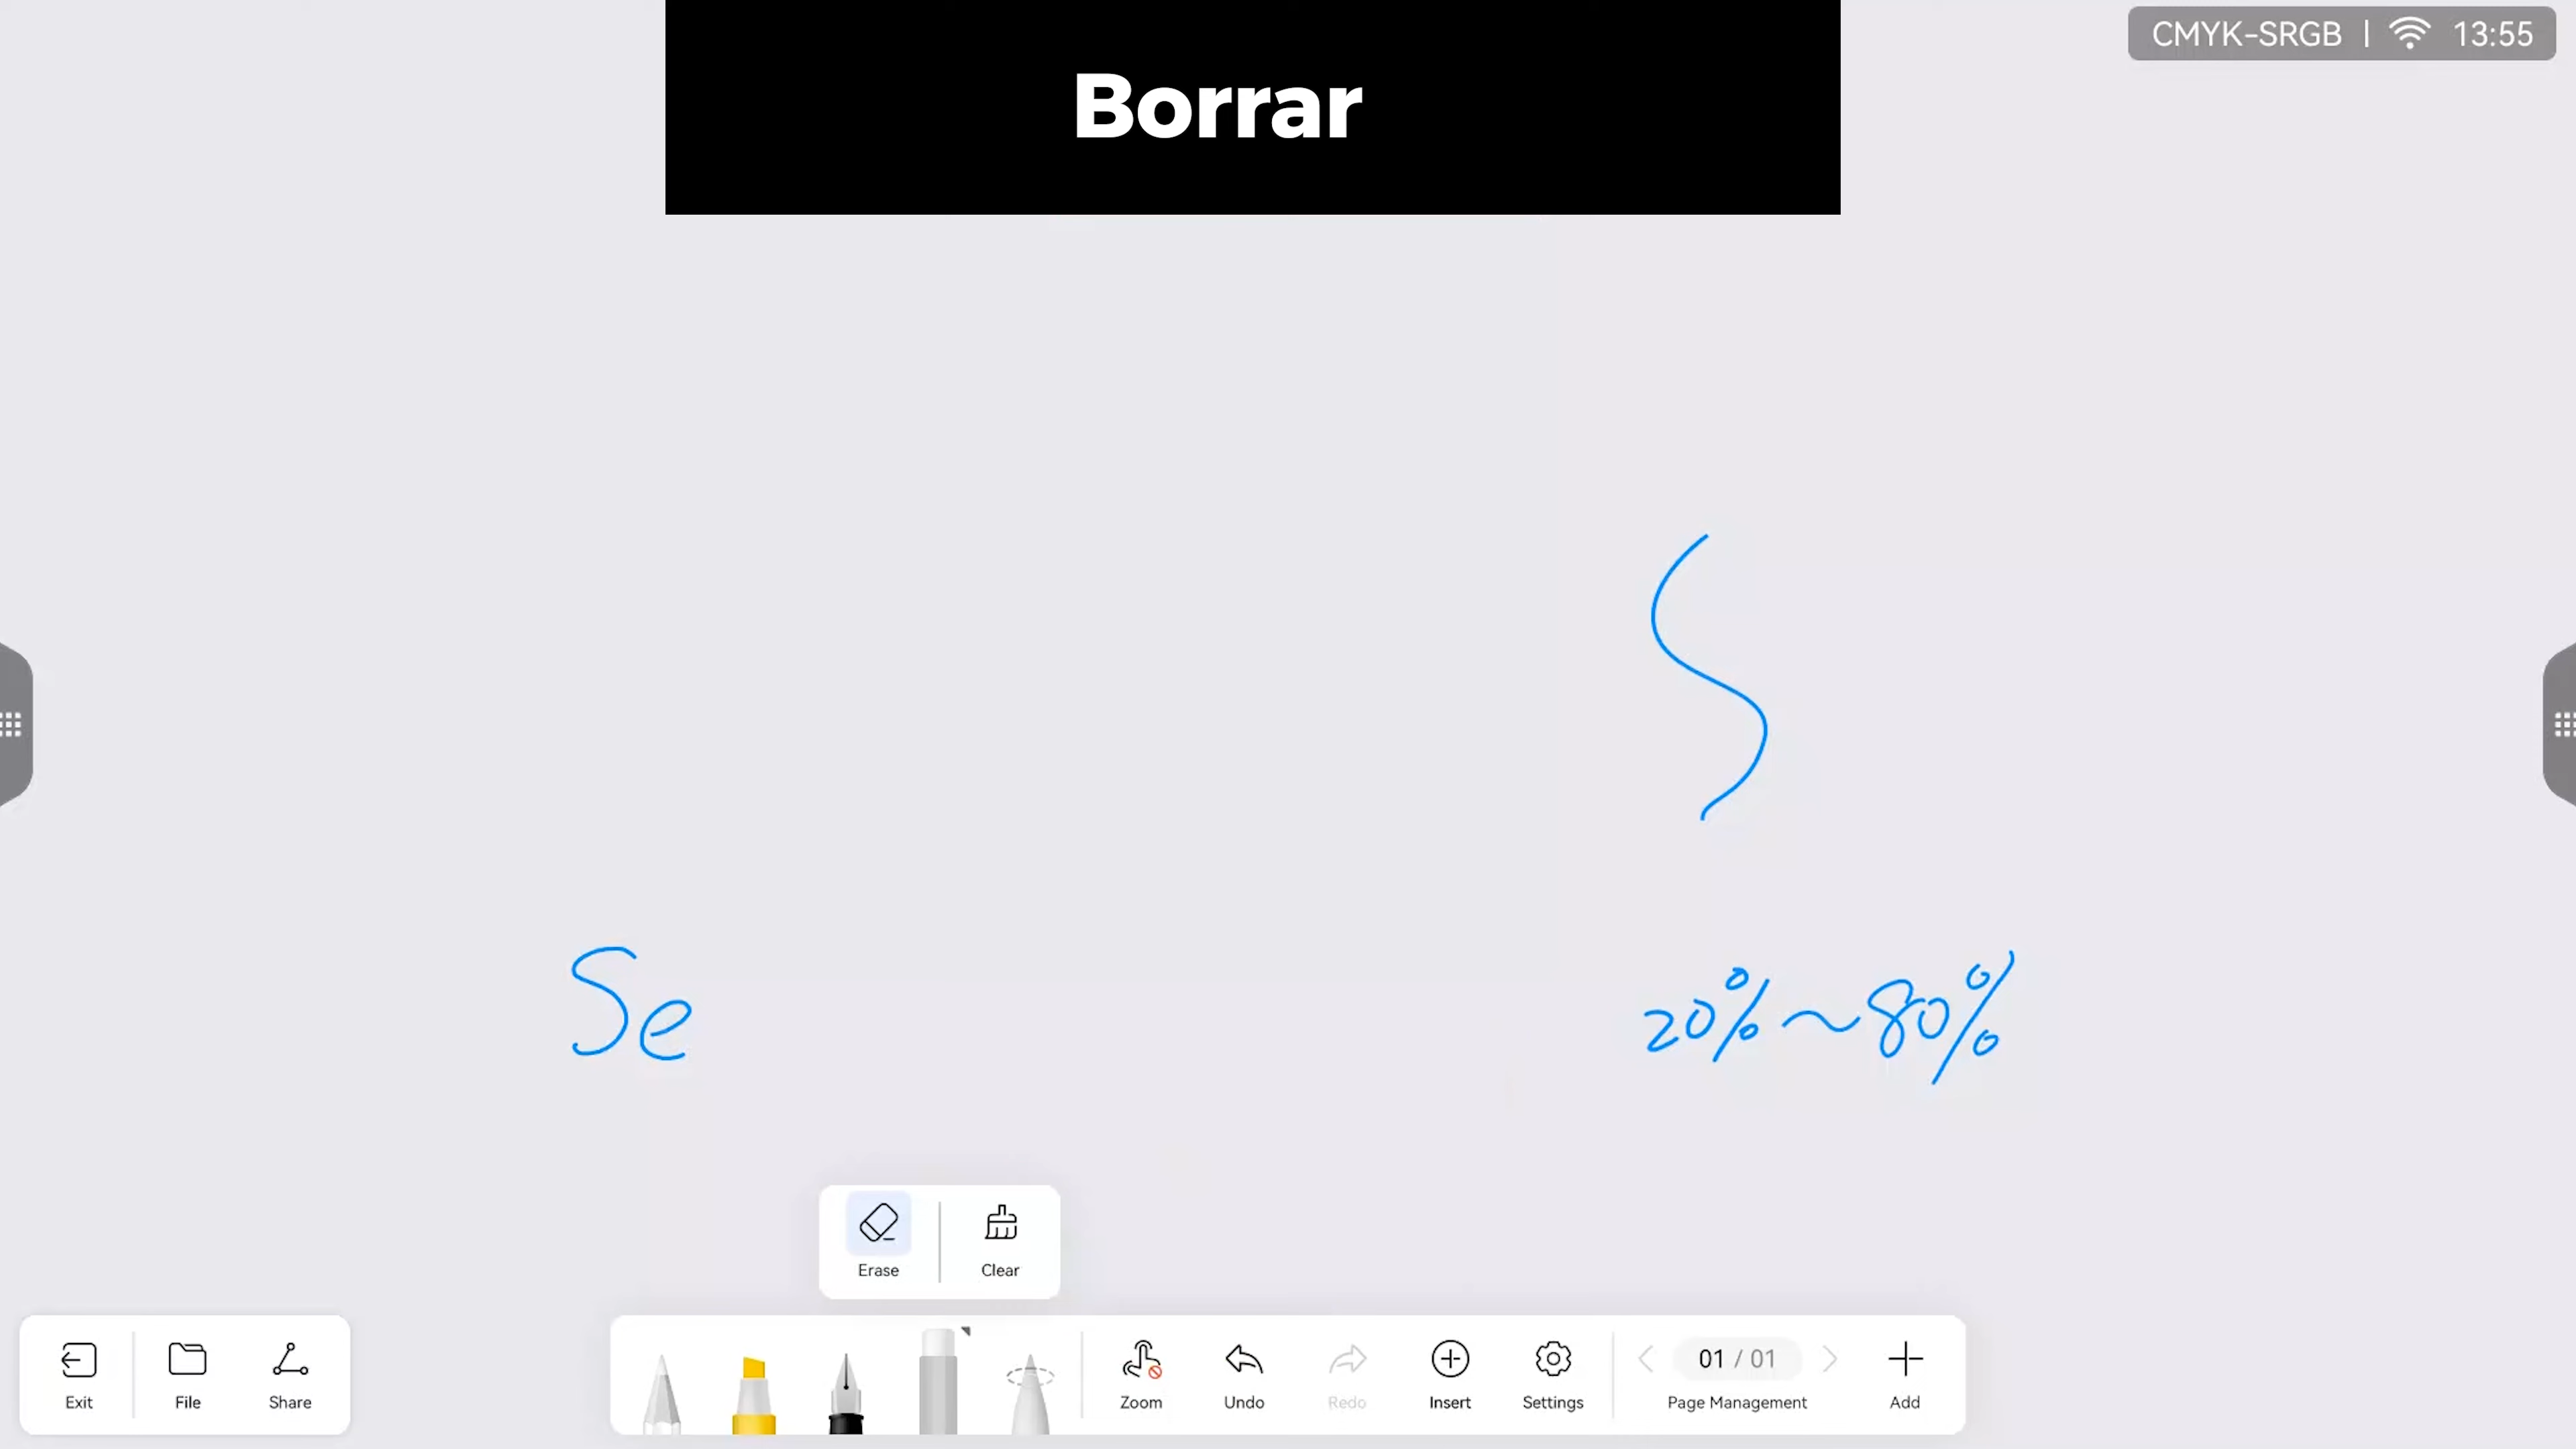 CMYK-SRGB | 13:55
Borrar
S
Se
20%~80%
Erase
Clear
Exit
File
Share
Zoom
Undo
Redo
Insert
Settings
01 / 01
Page Management
Add